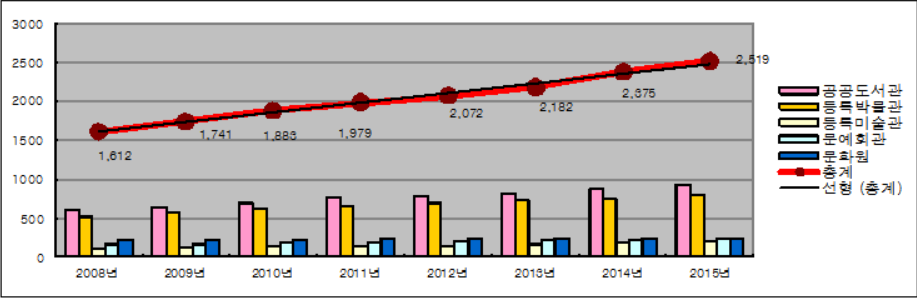 3000
2500
2000
1500
1000
500
0
1,612
1,741
1,883
1,979
2,072
2,182
2,375
2,519
2008년
2009년
2010년
2011년
2012년
2013년
2014년
2015년
공공도서관
등록박물관
등록미술관
문예회관
문화원
총계
선형 (총계)